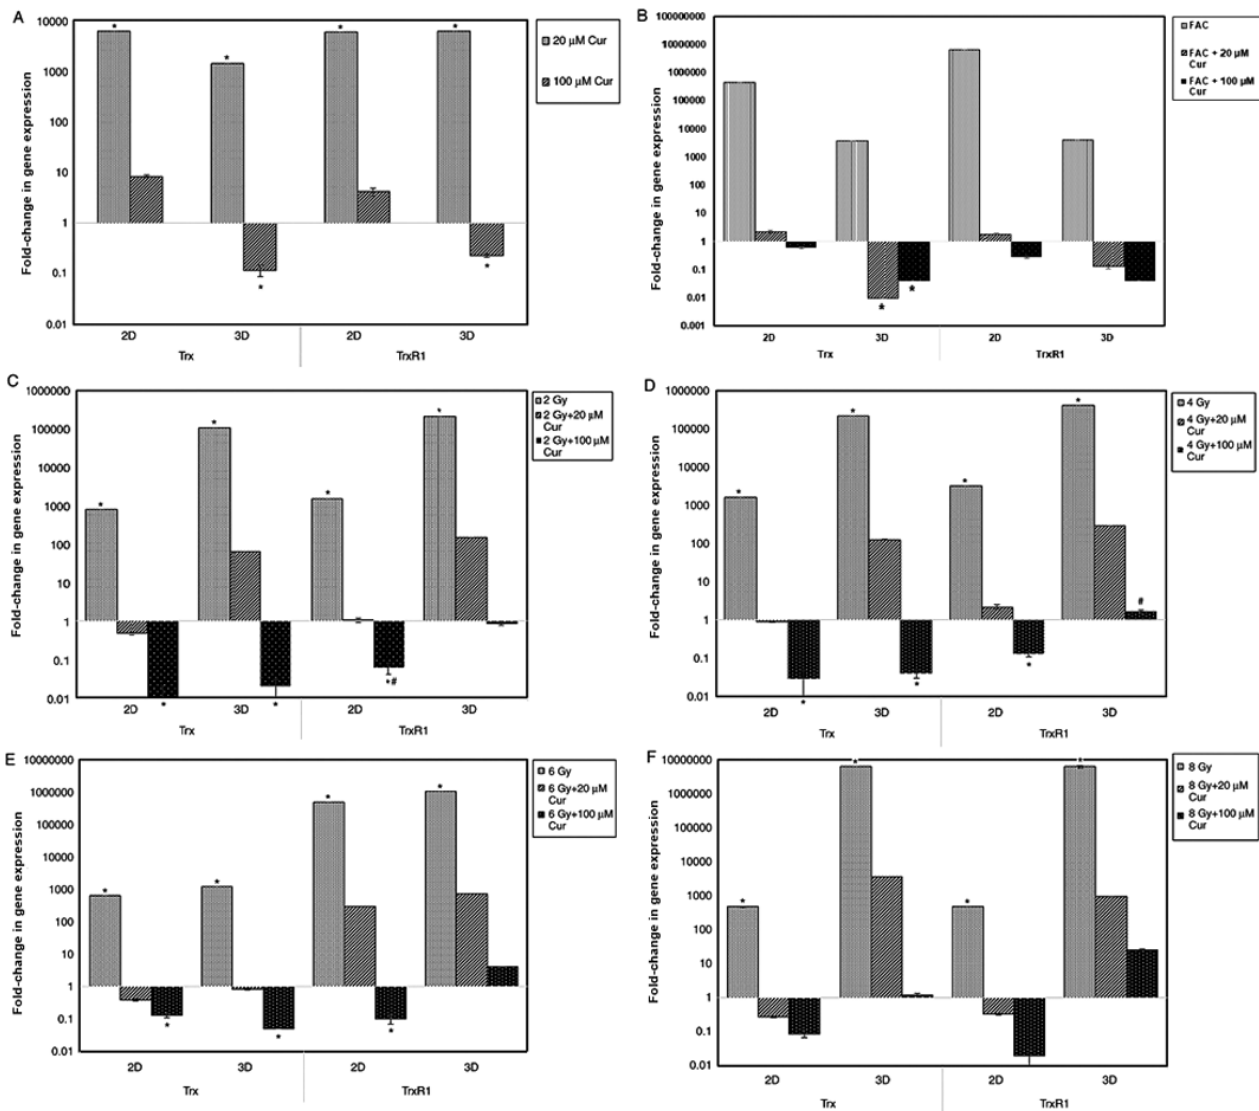 A
Fold-change in gene expression
10000
1000
100
10
1
0.1
0.01
*
*
*
*
*
*
2D
3D
2D
3D
Trx
TrxR1
20 µM Cur
100 µM Cur
B
Fold-change in gene expression
100000000
10000000
1000000
100000
10000
1000
100
10
1
0.1
0.01
0.001
*
*
2D
3D
2D
3D
Trx
TrxR1
FAC
FAC + 20 µM
Cur
FAC + 100 µM
Cur
C
Fold-change in gene expression
1000000
100000
10000
1000
100
10
1
0.1
0.01
*
*
*
*
*
*
*#
2D
3D
2D
3D
Trx
TrxR1
2 Gy
2 Gy+20 µM
Cur
2 Gy+100 µM
Cur
D
Fold-change in gene expression
1000000
100000
10000
1000
100
10
1
0.1
0.01
*
*
*
*
*
*
*
#
2D
3D
2D
3D
Trx
TrxR1
4 Gy
4 Gy+20 µM
Cur
4 Gy+100 µM
Cur
E
Fold-change in gene expression
10000000
1000000
100000
10000
1000
100
10
1
0.1
0.01
*
*
*
*
*
*
*
2D
3D
2D
3D
Trx
TrxR1
6 Gy
6 Gy+20 µM
Cur
6 Gy+100 µM
Cur
F
Fold-change in gene expression
10000000
1000000
100000
10000
1000
100
10
1
0.1
0.01
*
*
*
*
2D
3D
2D
3D
Trx
TrxR1
8 Gy
8 Gy+20 µM
Cur
8 Gy+100 µM
Cur